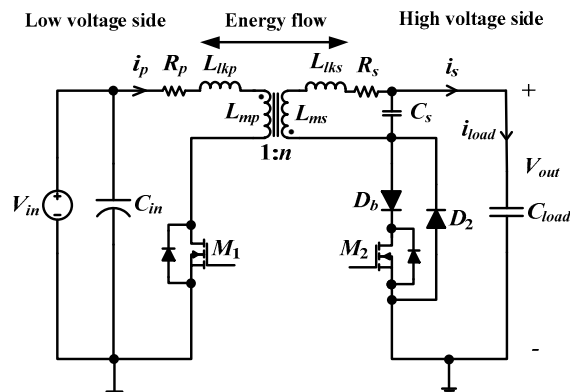 Low voltage side
Energy flow
High voltage side
i_p
R_p
L_lkp
L_lks
R_s
i_s
+
L_mp
L_ms
C_s
i_load
1:n
V_out
V_in
C_in
D_b
D_2
C_load
M_1
M_2
-